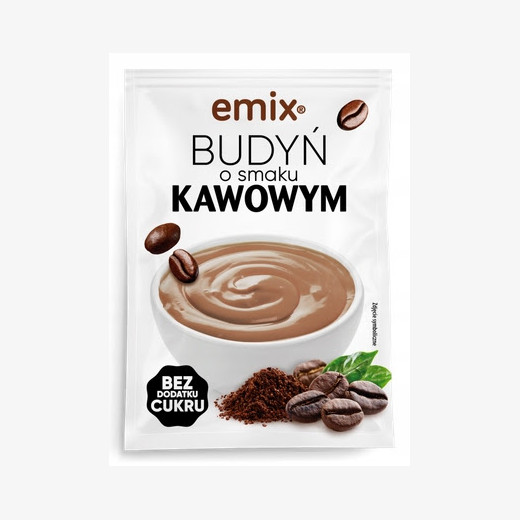 emix®
BUDYŃ
o smaku
KAWOWYM
Zdjęcie symboliczne
BEZ
DODATKU
CUKRU